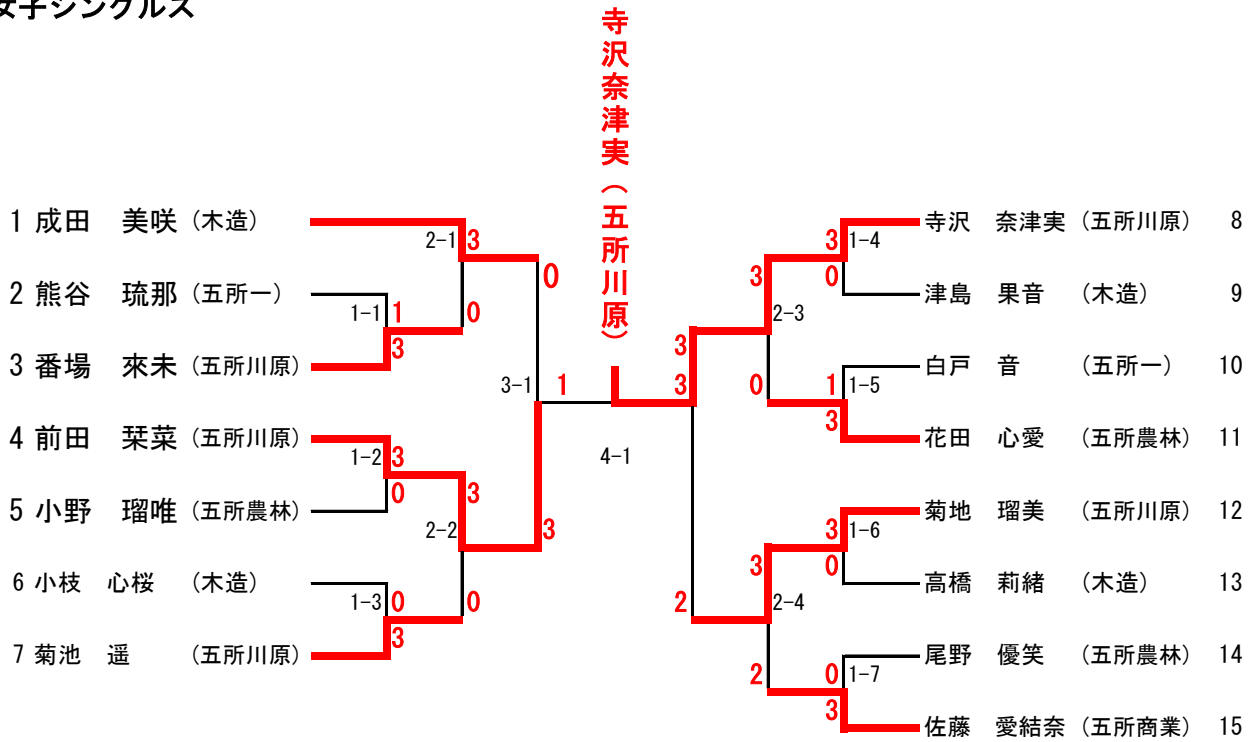 女子シングルス
寺沢奈津実（五所川原）
1 成田　美咲（木造）
2 熊谷　琉那（五所一）
3 番場　來未（五所川原）
4 前田　栞菜（五所川原）
5 小野　瑠唯（五所農林）
6 小枝　心桜　（木造）
7 菊池　遥　（五所川原）
2-1 3
0
1-1 1
3
0
3-1
1
1-2 3
0
3
2-2
3
1-3 0
3
0
4-1
寺沢　奈津実（五所川原）　8
津島　果音　（木造）　9
白戸　音　（五所一）　10
花田　心愛　（五所農林）　11
菊地　瑠美　（五所川原）　12
高橋　莉緒　（木造）　13
尾野　優笑　（五所農林）　14
佐藤　愛結奈（五所商業）　15
3 1-4
0
3
2-3
3
3
0
1 1-5
3
3 1-6
0
3
2-4
2
2
0 1-7
3